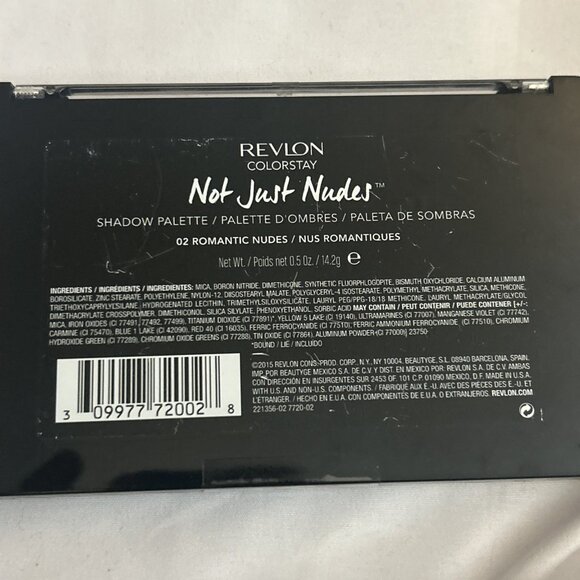 REVLON
COLORSTAY
Not Just Nudes™
SHADOW PALETTE / PALETTE D'OMBRES / PALETA DE SOMBRAS
02 ROMANTIC NUDES / NUS ROMANTIQUES
Net Wt. / Poids net 0.5 Oz. / 14.2g ℮
INGREDIENTS / INGRÉDIENTS / INGREDIENTES: MICA, BORON NITRIDE, DIMETHICONE, SYNTHETIC FLUORPHLOGOPITE, BISMUTH OXYCHLORIDE, CALCIUM ALUMINUM
BOROSILICATE, ZINC STEARATE, POLYETHYLENE, NYLON-12, DIISOSTEARYL MALATE, POLYGLYCERYL-4 ISOSTEARATE, POLYMETHYL METHACRYLATE, SILICA, METHICONE,
TRIETHOXYCAPRYLYLSILANE, HYDROGENATED LECITHIN, TRIMETHYLSILOXYSILICATE, LAURYL PEG/PPG-18/18 METHICONE, LAURYL METHACRYLATE/GLYCOL
DIMETHACRYLATE CROSSPOLYMER, DIMETHICONOL, SILICA SILYLATE, PHENOXYETHANOL, SORBIC ACID MAY CONTAIN / PEUT CONTENIR / PUEDE CONTENER [+/-:
MICA, IRON OXIDES (CI 77491, 77492, 77499), TITANIUM DIOXIDE (CI 77891)*, YELLOW 5 LAKE (CI 19140), ULTRAMARINES (CI 77007), MANGANESE VIOLET (CI 77742),
CARMINE (CI 75470), BLUE 1 LAKE (CI 42090), RED 40 (CI 16035), FERRIC FERROCYANIDE (CI 77510), FERRIC AMMONIUM FERROCYANIDE (CI 77510), CHROMIUM
HYDROXIDE GREEN (CI 77289), CHROMIUM OXIDE GREENS (CI 77288), TIN OXIDE (CI 77861), ALUMINUM POWDER (CI 77000)] 23750
*BOUND / LIÉ / INCLUIDO
3 09977 72002 8
©2015 REVLON CONS. PROD. CORP. N.Y., NY 10004, BEAUTYGE, S.L. 08940 BARCELONA, SPAIN.
IMP. POR BEAUTYGE MEXICO S.A. DE C.V Y DIST. EN MEXICO POR REVLON MEXICO, S.A. DE C.V. AMBAS
CON DIRECCION EN INSURGENTES SUR 2453 OF. 101 C.P. 01090 MEXICO, D.F. MADE IN U.S.A.
WITH U.S. AND NON-U.S. COMPONENTS. / FABRIQUÉ AUX É.-U. AVEC DES PIÈCES DES É.-U. ET
L'ÉTRANGER. / HECHO EN E.U.A. CON COMPONENTES DE E.U.A. O EXTRANJEROS. REVLON.COM
221356-02 7720-02